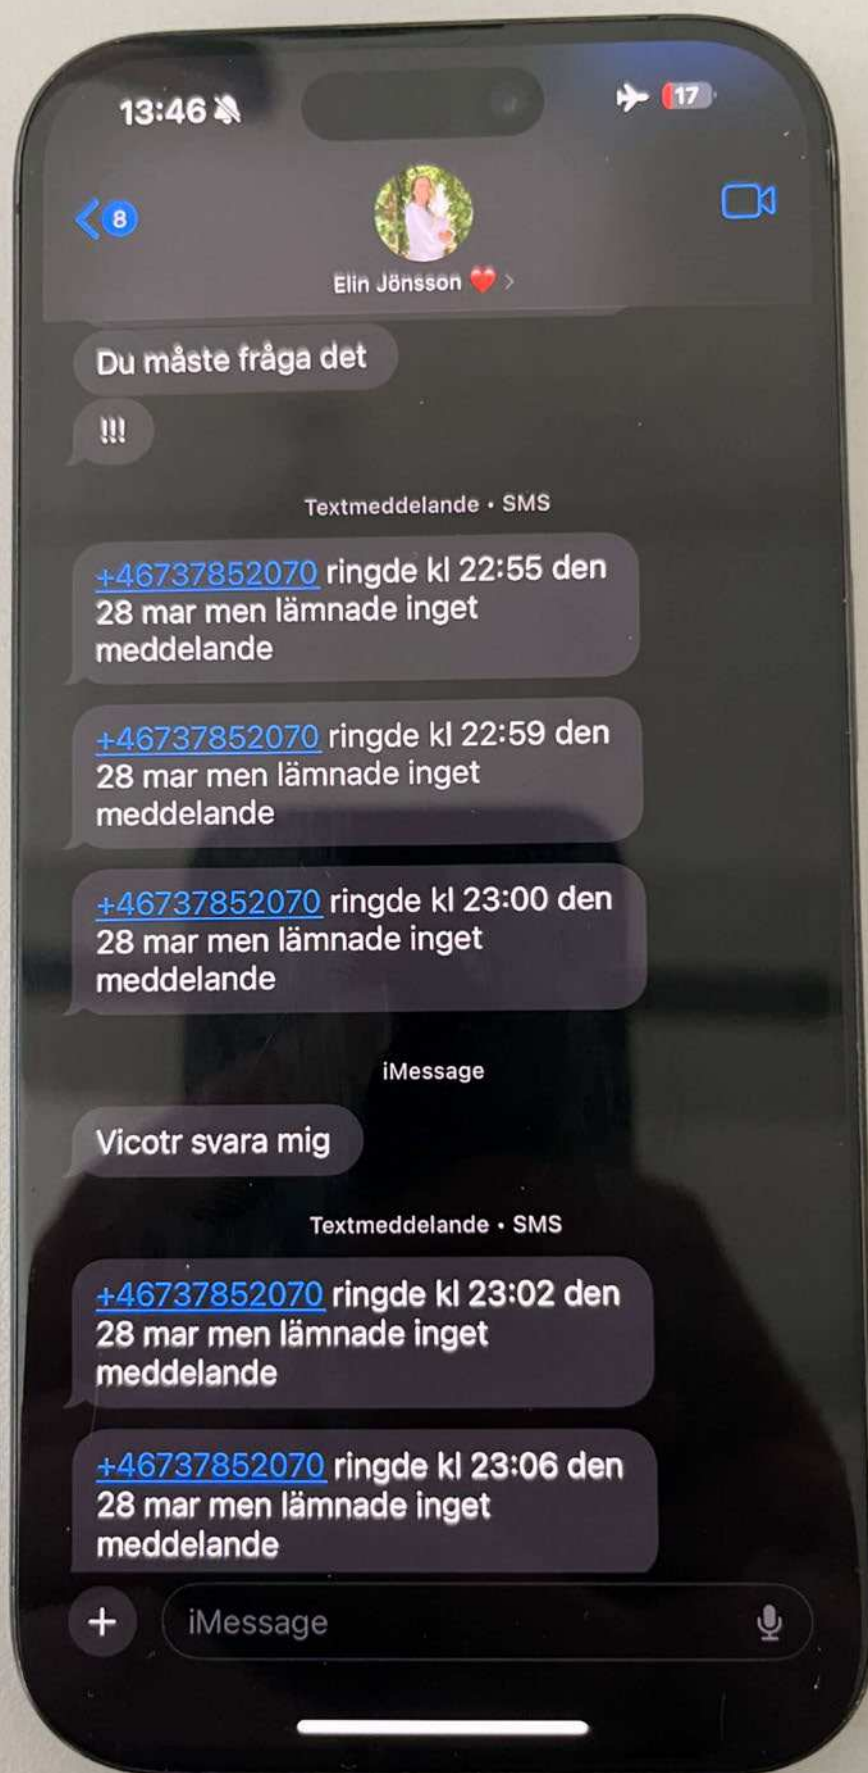 13:46
17
8
Elin Jönsson ❤️ >
Du måste fråga det
!!!
Textmeddelande • SMS
+46737852070 ringde kl 22:55 den
28 mar men lämnade inget
meddelande
+46737852070 ringde kl 22:59 den
28 mar men lämnade inget
meddelande
+46737852070 ringde kl 23:00 den
28 mar men lämnade inget
meddelande
iMessage
Vicotr svara mig
Textmeddelande • SMS
+46737852070 ringde kl 23:02 den
28 mar men lämnade inget
meddelande
+46737852070 ringde kl 23:06 den
28 mar men lämnade inget
meddelande
+ iMessage